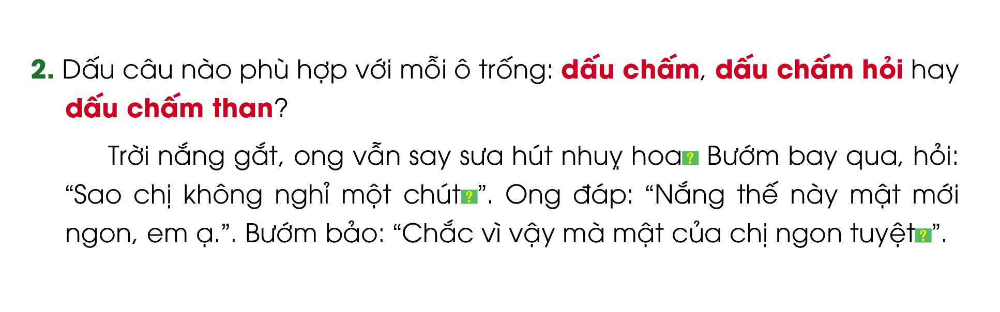 2. Dấu câu nào phù hợp với mỗi ô trống: dấu chấm, dấu chấm hỏi hay
dấu chấm than?
Trời nắng gắt, ong vẫn say sưa hút nhuỵ hoa? Bướm bay qua, hỏi:
“Sao chị không nghỉ một chút?”. Ong đáp: “Nắng thế này mật mới
ngon, em ạ.”. Bướm bảo: “Chắc vì vậy mà mật của chị ngon tuyệt?”.